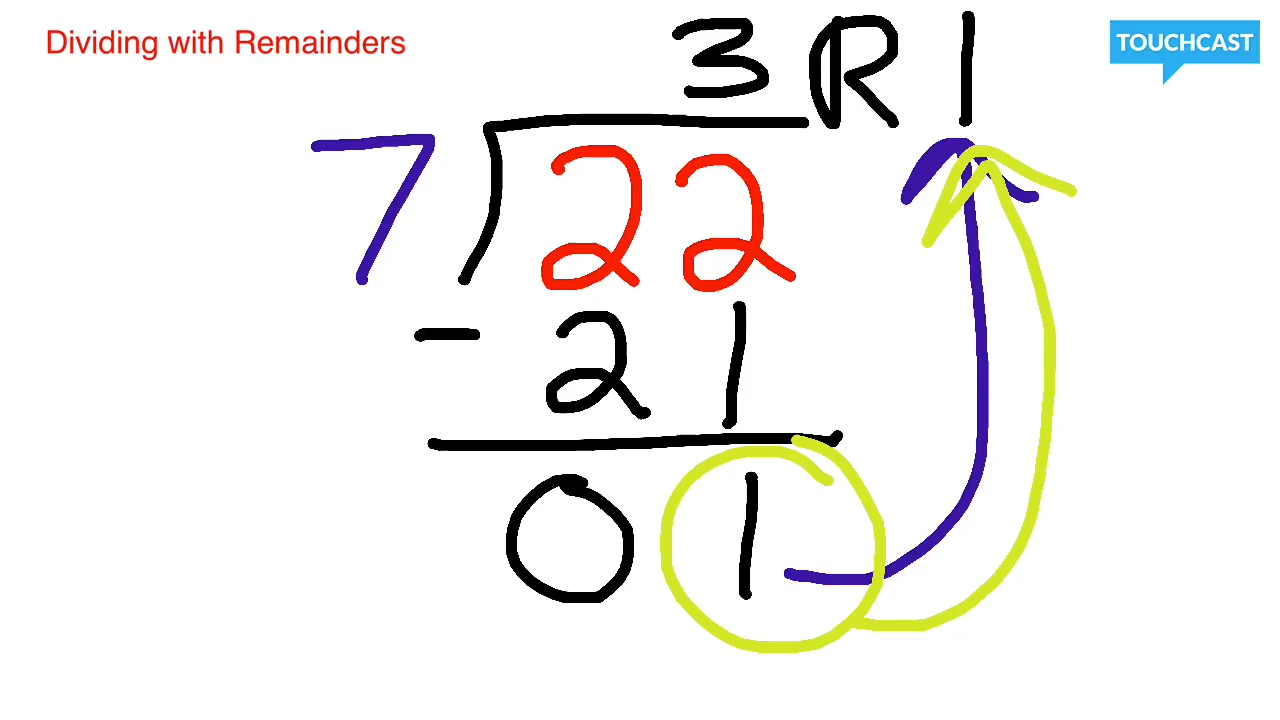 Dividing with Remainders
TOUCHCAST
3 R 1
7 22
- 21
0 1